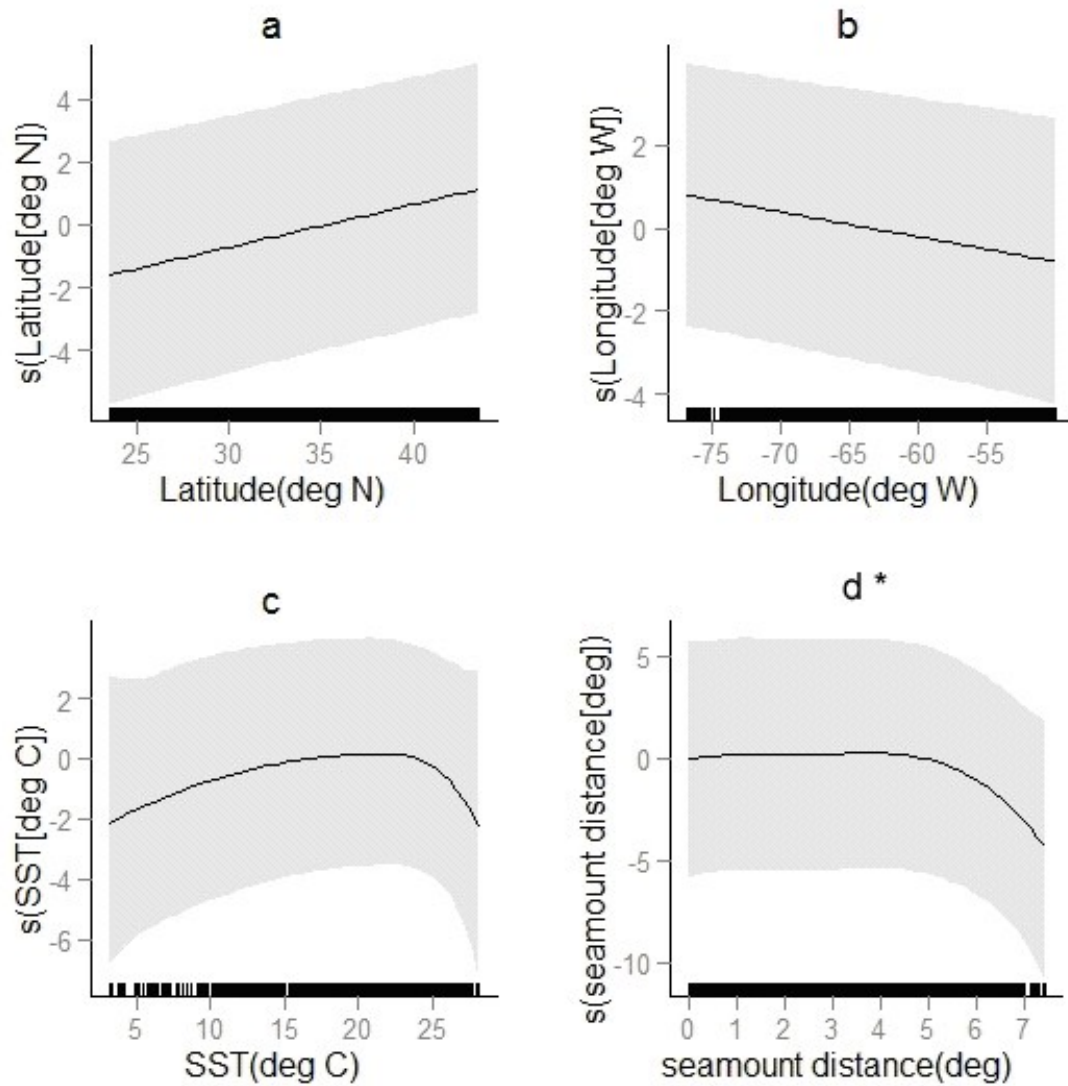 a
s(Latitude[deg N])
4
2
0
-2
-4
25 30 35 40
Latitude(deg N)
b
s(Longitude[deg W])
2
0
-2
-4
-75 -70 -65 -60 -55
Longitude(deg W)
c
s(SST[deg C])
2
0
-2
-4
-6
5 10 15 20 25
SST(deg C)
d *
s(seamount distance[deg])
5
0
-5
-10
0 1 2 3 4 5 6 7
seamount distance(deg)